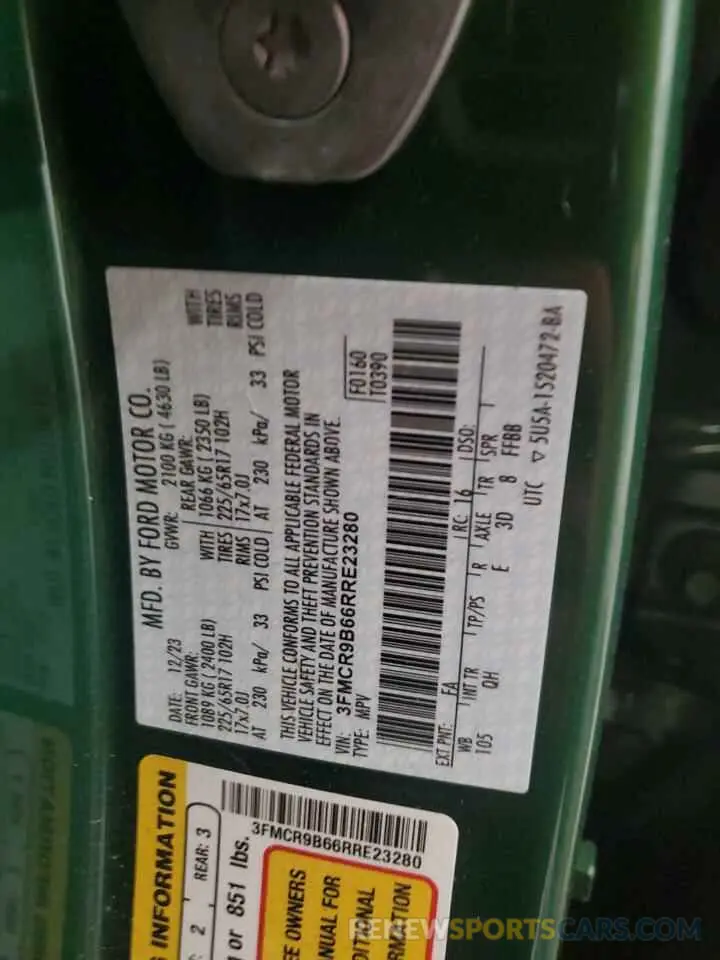 MFD. BY FORD MOTOR CO.
DATE: 12/23 GVWR: 2100 KG ( 4630 LB)
FRONT GAWR: REAR GAWR:
1089 KG ( 2400 LB) WITH 1066 KG ( 2350 LB) WITH
225/65R17 102H TIRES 225/65R17 102H TIRES
17x7.0J RIMS 17x7.0J RIMS
AT 230 kPa/ 33 PSI COLD AT 230 kPa/ 33 PSI COLD
THIS VEHICLE CONFORMS TO ALL APPLICABLE FEDERAL MOTOR
VEHICLE SAFETY AND THEFT PREVENTION STANDARDS IN
EFFECT ON THE DATE OF MANUFACTURE SHOWN ABOVE.
VIN: 3FMCR9B66RRE23280
TYPE: MPV
F0160
T0390
EXT PNT: FA RC: 16 DSO:
WB INT TR TP/PS R AXLE TR SPR
105 QH E 3D 8 FFBB
UTC ▽ 5U5A-1520472-BA
3FMCR9B66RRE23280
INFORMATION
2 REAR: 3
or 851 lbs.
OWNERS
MANUAL FOR
RENEWSPORTSCARS.COM